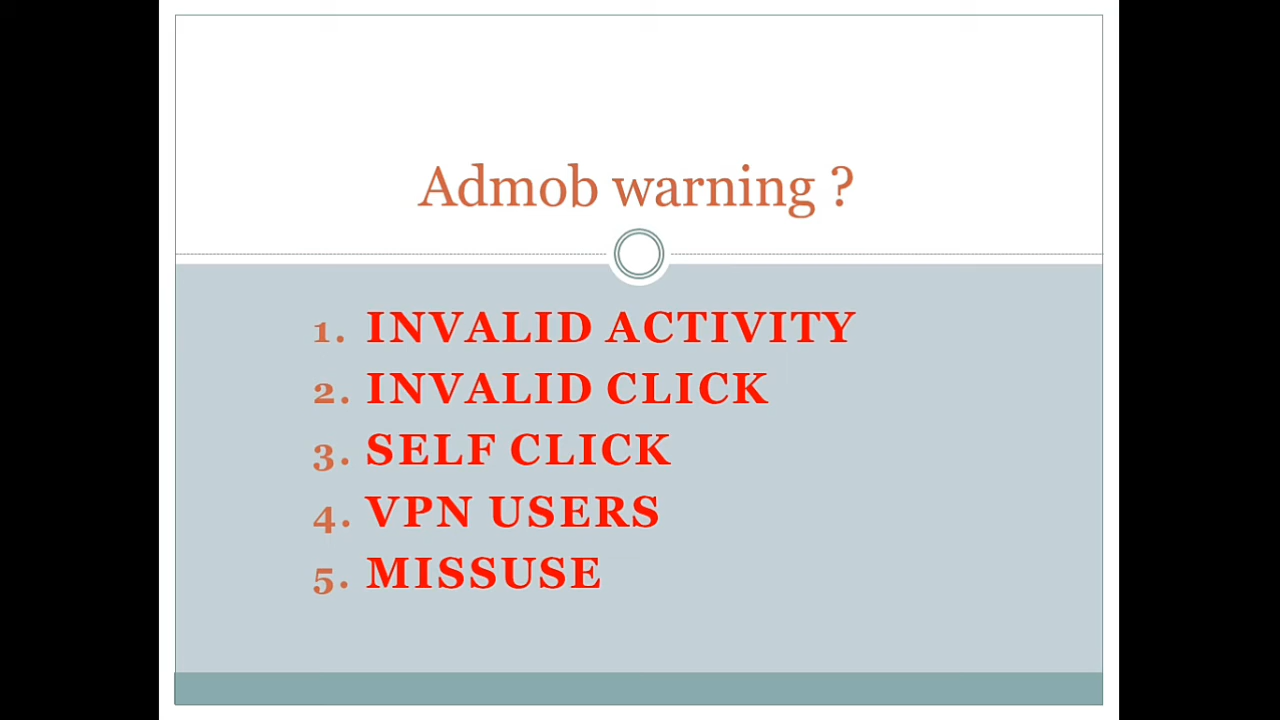 Admob warning ?
1. INVALID ACTIVITY
2. INVALID CLICK
3. SELF CLICK
4. VPN USERS
5. MISSUSE